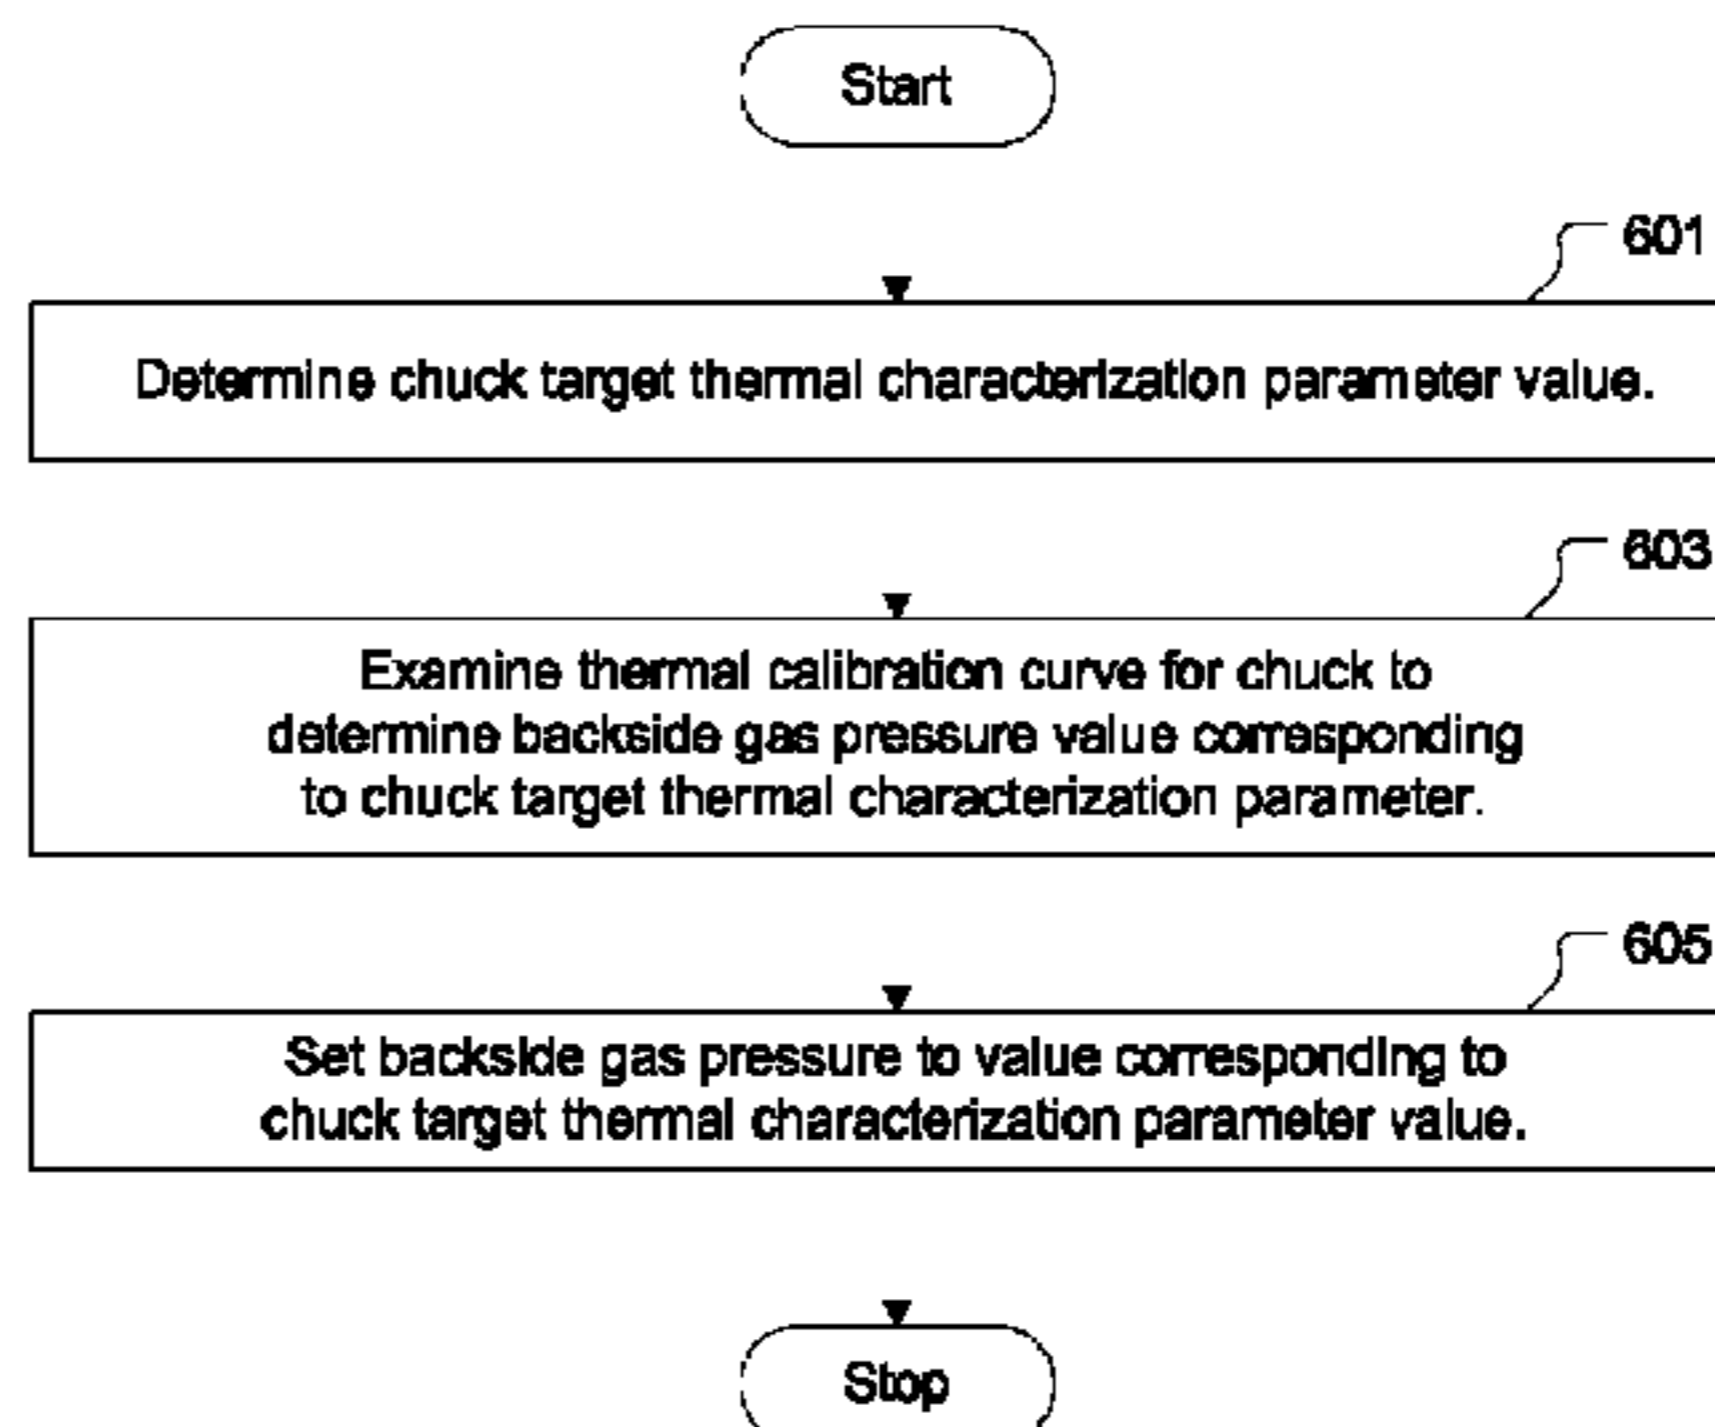 Start
601
Determine chuck target thermal characterization parameter value.
603
Examine thermal calibration curve for chuck to
determine backside gas pressure value corresponding
to chuck target thermal characterization parameter.
605
Set backside gas pressure to value corresponding to
chuck target thermal characterization parameter value.
Stop